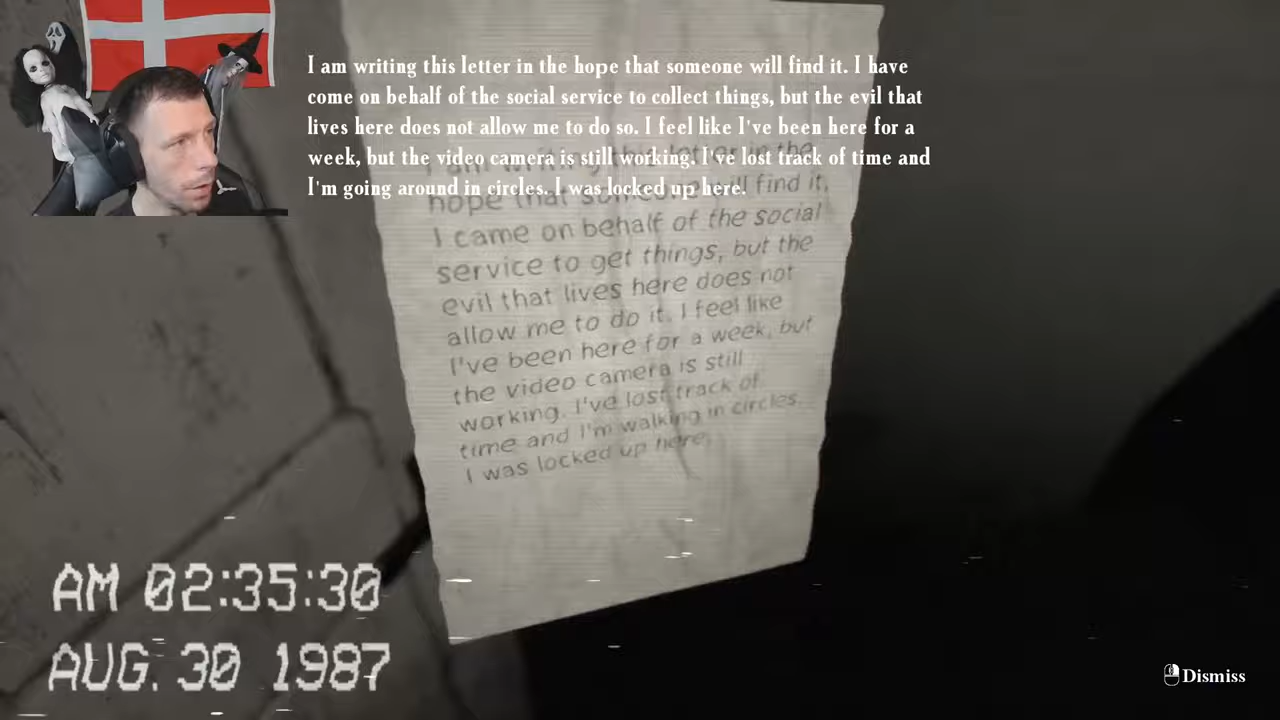 I am writing this letter in the hope that someone will find it. I have
come on behalf of the social service to collect things, but the evil that
lives here does not allow me to do so. I feel like I've been here for a
week, but the video camera is still working. I've lost track of time and
I'm going around in circles. I was locked up here.
I am writing this letter in the
hope that someone will find it.
I came on behalf of the social
service to get things, but the
evil that lives here does not
allow me to do it. I feel like
I've been here for a week, but
the video camera is still
working. I've lost track of
time and I'm walking in circles.
I was locked up here.
AM 02:35:30
AUG. 30 1987
Dismiss